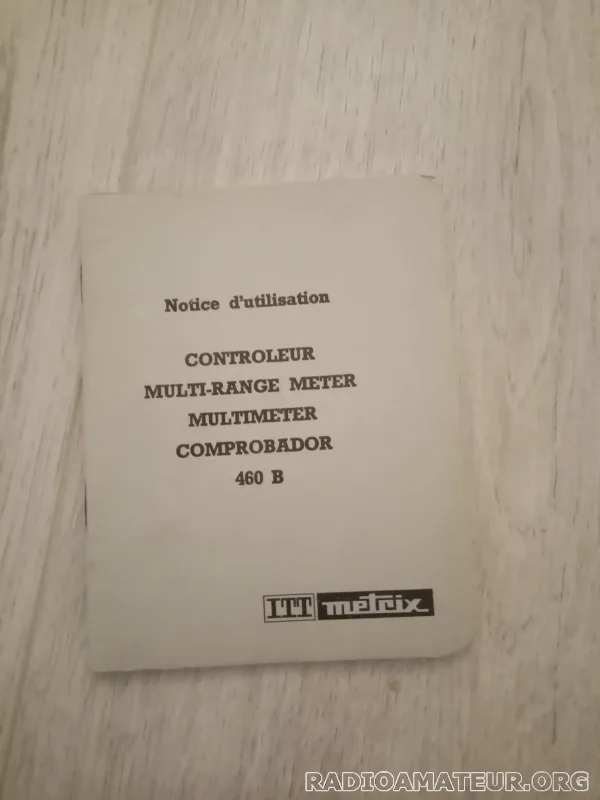 Notice d'utilisation
CONTROLEUR
MULTI-RANGE METER
MULTIMETER
COMPROBADOR
460 B
ITT metrix
RADIOAMATEUR.ORG